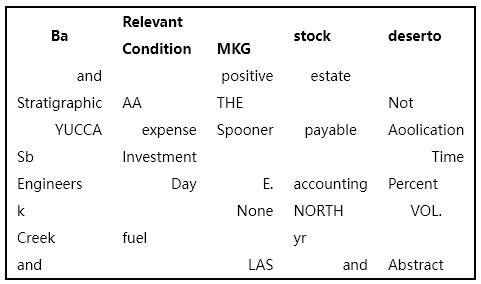 Ba Relevant Condition MKG stock deserto
and positive estate
Stratigraphic AA THE Not
YUCCA expense Spooner payable Aoolication
Sb Investment Time
Engineers Day E. accounting Percent
k None NORTH VOL.
Creek fuel yr
and LAS and Abstract